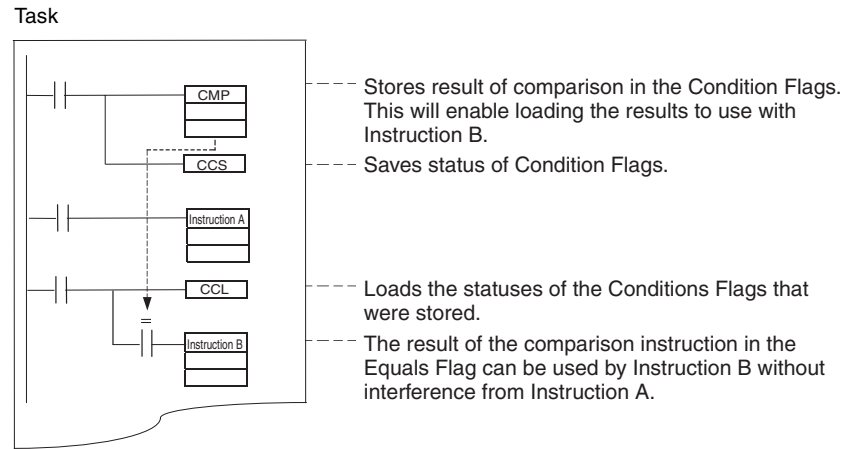 Task
CMP
Stores result of comparison in the Condition Flags.
This will enable loading the results to use with
Instruction B.
CCS
Saves status of Condition Flags.
Instruction A
CCL
Loads the statuses of the Conditions Flags that
were stored.
=
Instruction B
The result of the comparison instruction in the
Equals Flag can be used by Instruction B without
interference from Instruction A.